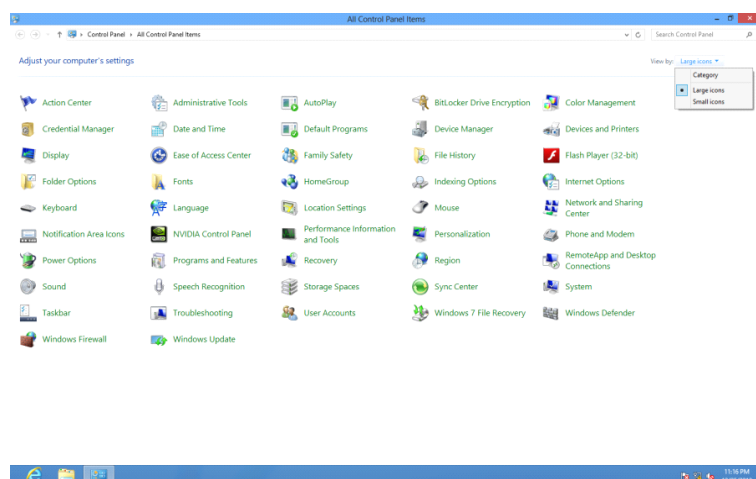 All Control Panel Items
Control Panel
All Control Panel Items
Search Control Panel
Adjust your computer's settings
View by:
Large icons
Category
Large icons
Small icons
Action Center
Administrative Tools
AutoPlay
BitLocker Drive Encryption
Color Management
Credential Manager
Date and Time
Default Programs
Device Manager
Devices and Printers
Display
Ease of Access Center
Family Safety
File History
Flash Player (32-bit)
Folder Options
Fonts
HomeGroup
Indexing Options
Internet Options
Keyboard
Language
Location Settings
Mouse
Network and Sharing
Center
Notification Area Icons
NVIDIA Control Panel
Performance Information
and Tools
Personalization
Phone and Modem
Power Options
Programs and Features
Recovery
Region
RemoteApp and Desktop
Connections
Sound
Speech Recognition
Storage Spaces
Sync Center
System
Taskbar
Troubleshooting
User Accounts
Windows 7 File Recovery
Windows Defender
Windows Firewall
Windows Update
11:16 PM